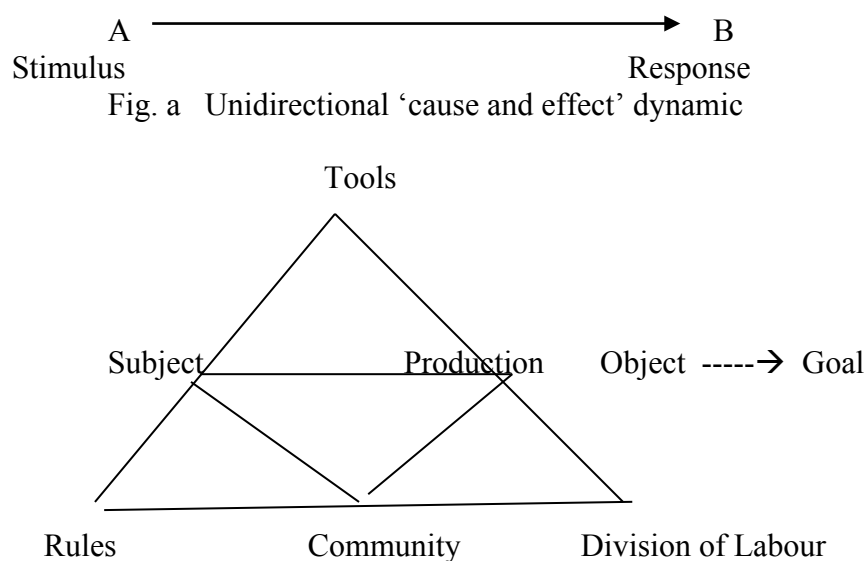 A B
Stimulus Response
Fig. a Unidirectional ‘cause and effect’ dynamic
Tools
Subject Production Object -----→ Goal
Rules Community Division of Labour